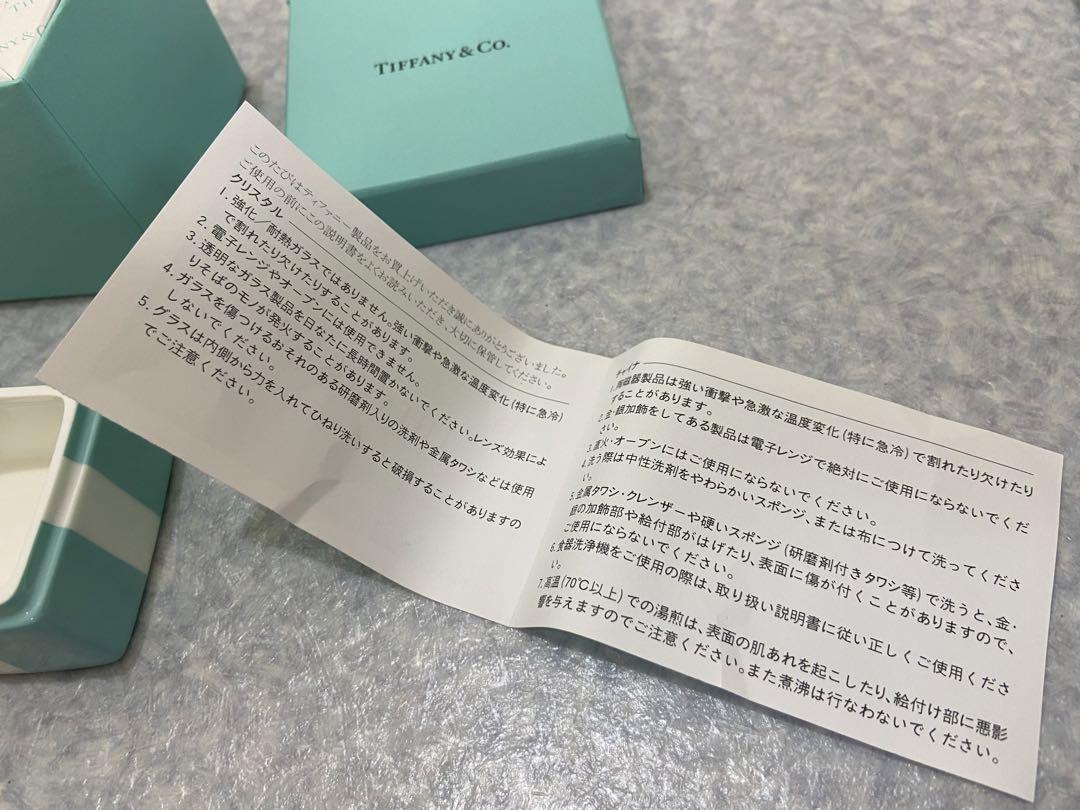 TIFFANY & CO.
このたびはティファニー製品をお買上げいただき誠にありがとうございました。
ご使用の前にこの説明書をよくお読みいただき、大切に保管してください。
クリスタル
1. 強化／耐熱ガラスではありません。強い衝撃や急激な温度変化(特に急冷)
で割れたり欠けたりすることがあります。
2. 電子レンジやオーブンには使用できません。
3. 透明なガラス製品を日なたに長時間置かないでください。レンズ効果によ
りそばのモノが発火することがあります。
4. ガラスを傷つけるおそれのある研磨剤入りの洗剤や金属タワシなどは使用
しないでください。
5. グラスは内側から力を入れてひねり洗いすると破損することがありますの
でご注意ください。
チャイナ
1. 陶磁器製品は強い衝撃や急激な温度変化(特に急冷)で割れたり欠けたり
することがあります。
2. 金・銀加飾をしてある製品は電子レンジで絶対にご使用にならないでくだ
さい。
3. 直火・オーブンにはご使用にならないでください。
4. 洗う際は中性洗剤をやわらかいスポンジ、または布につけて洗ってくださ
い。
5. 金属タワシ・クレンザーや硬いスポンジ(研磨剤付きタワシ等)で洗うと、金・
銀の加飾部や絵付部がはげたり、表面に傷が付くことがありますので、
ご使用にならないでください。
6. 食器洗浄機をご使用の際は、取り扱い説明書に従い正しくご使用くださ
い。
7. 高温(70℃以上)での湯煎は、表面の肌あれを起こしたり、絵付け部に悪影
響を与えますのでご注意ください。また煮沸は行なわないでください。